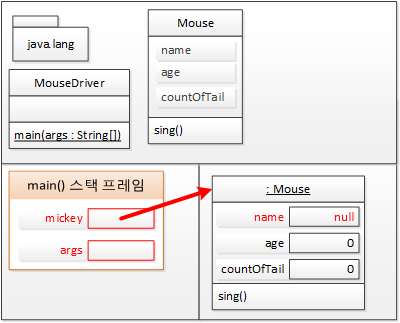 java.lang
MouseDriver
main(args : String[])
Mouse
name
age
countOfTail
sing()
main() 스택 프레임
mickey
args
: Mouse
name null
age 0
countOfTail 0
sing()